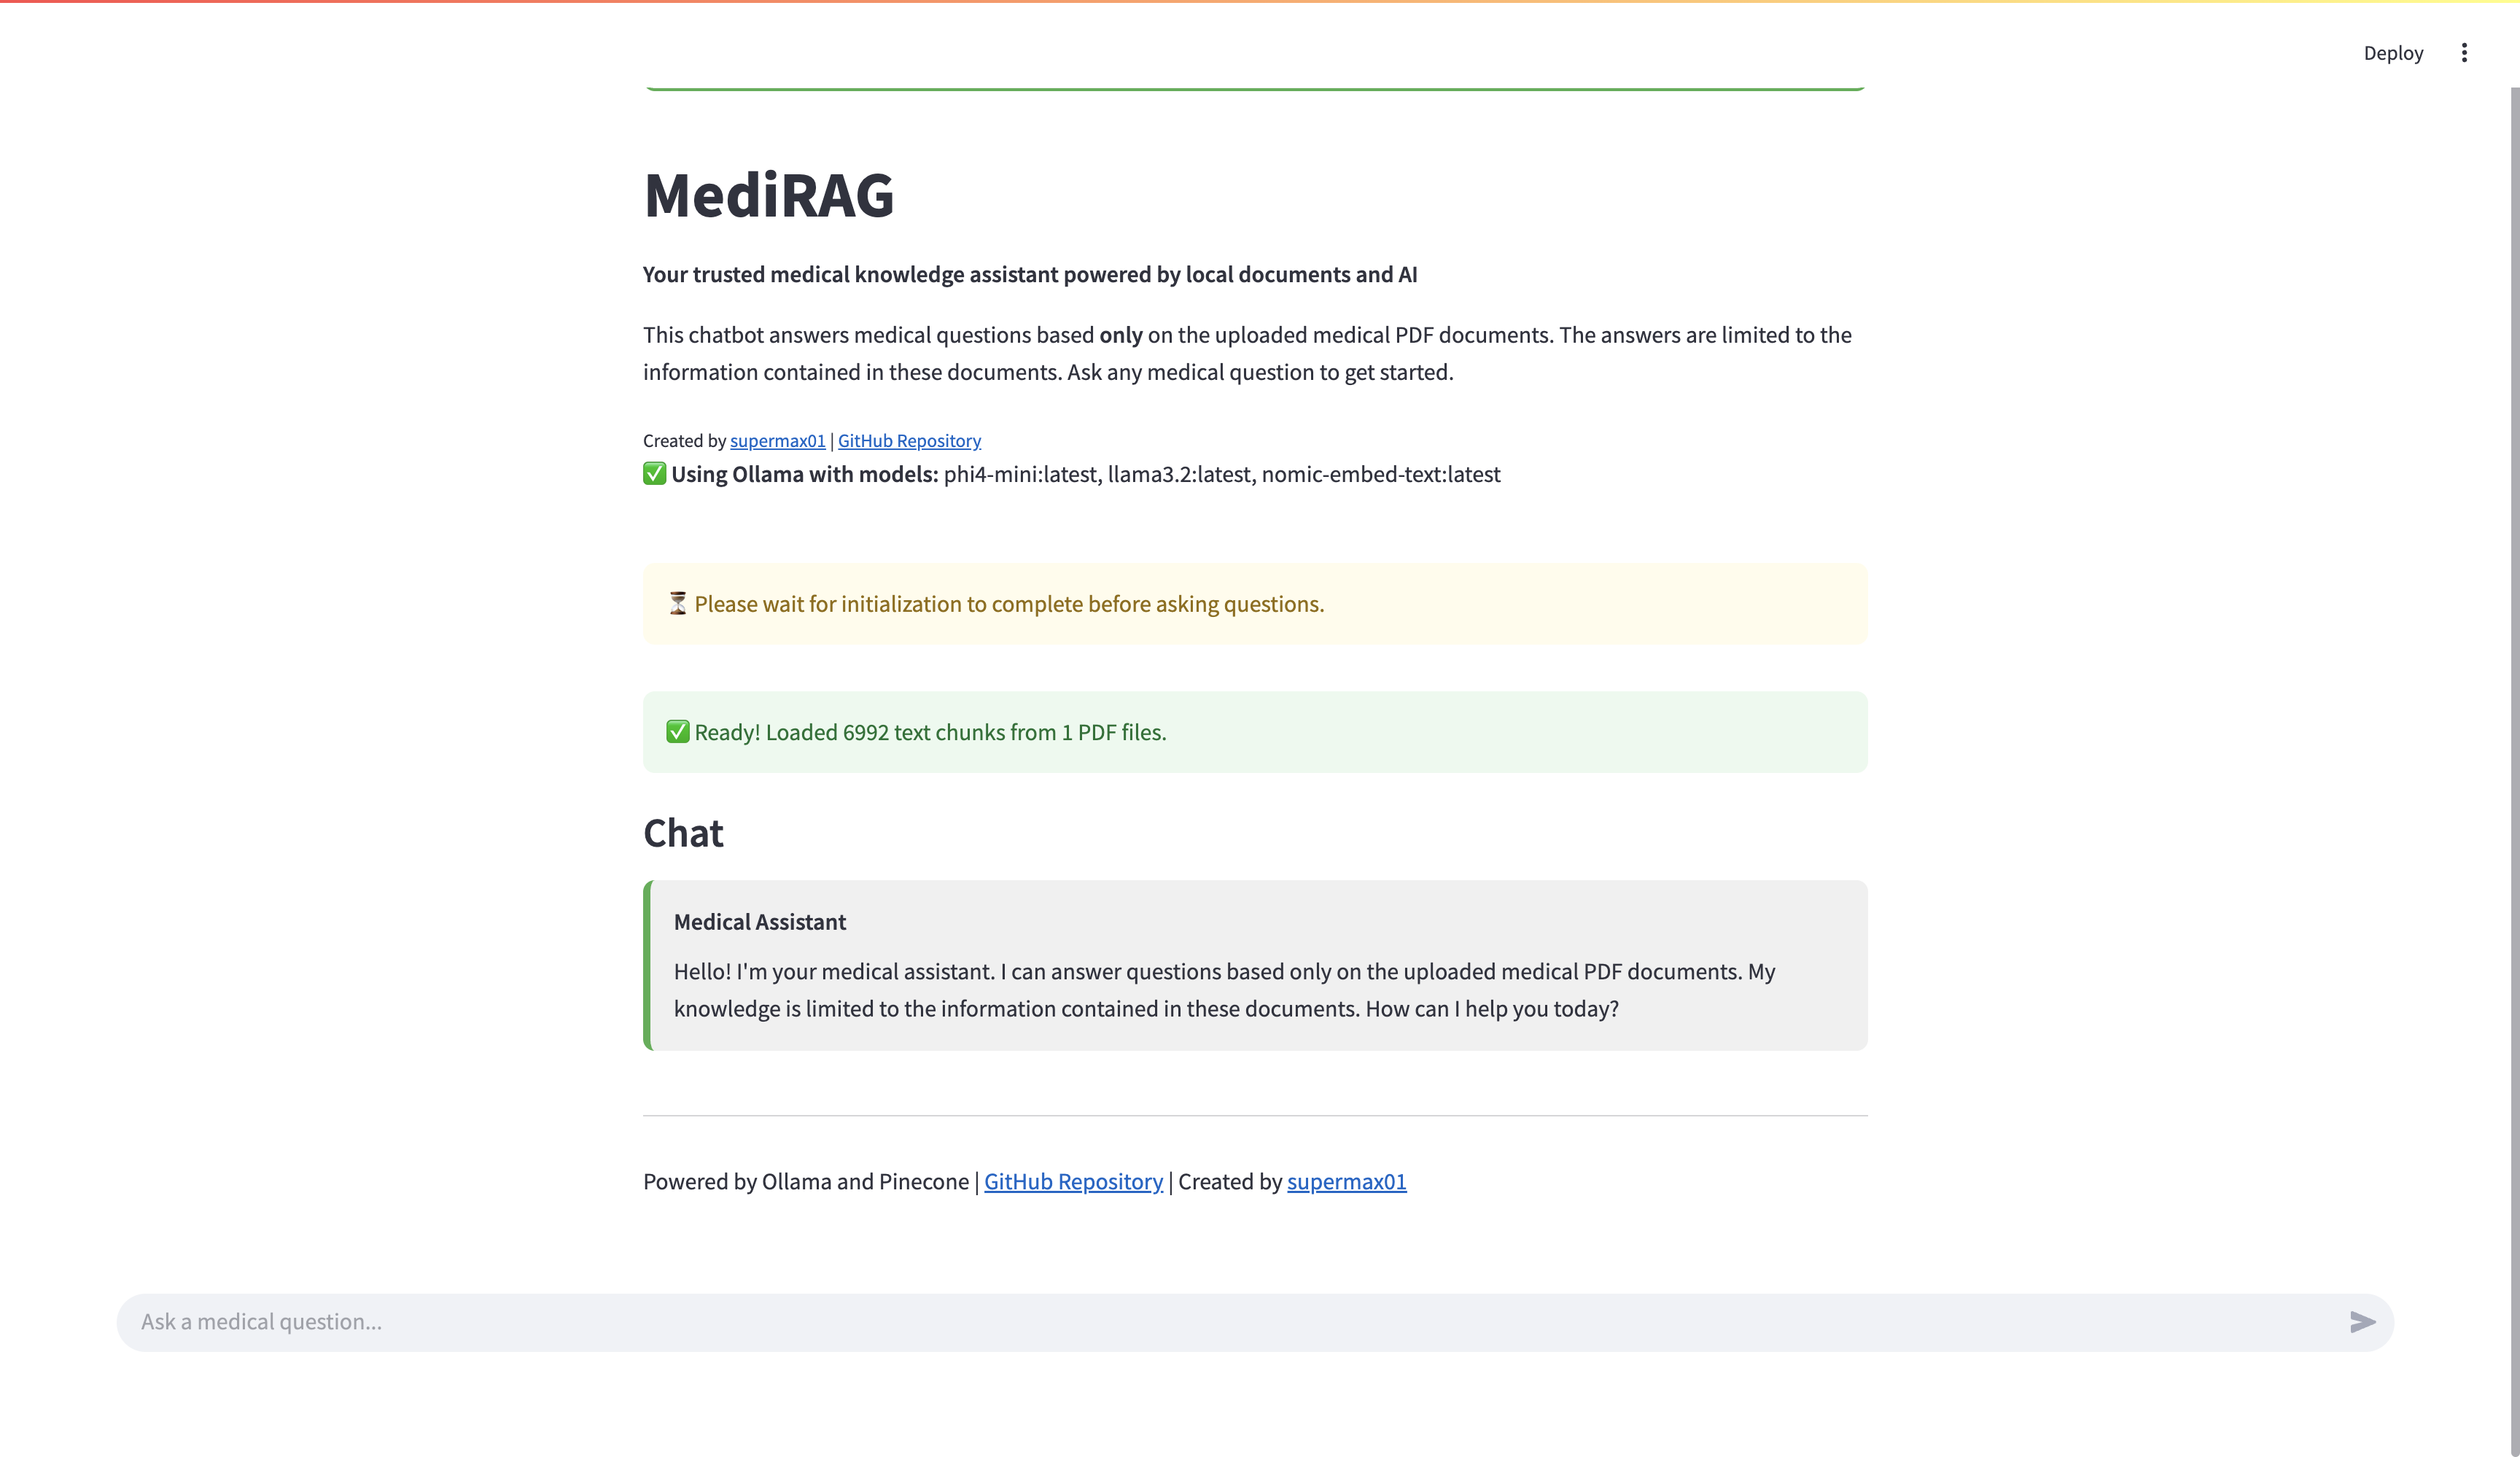 Deploy
MediRAG
Your trusted medical knowledge assistant powered by local documents and AI
This chatbot answers medical questions based only on the uploaded medical PDF documents. The answers are limited to the
information contained in these documents. Ask any medical question to get started.
Created by supermax01 | GitHub Repository
✅ Using Ollama with models: phi4-mini:latest, llama3.2:latest, nomic-embed-text:latest
⏳ Please wait for initialization to complete before asking questions.
✅ Ready! Loaded 6992 text chunks from 1 PDF files.
Chat
Medical Assistant
Hello! I'm your medical assistant. I can answer questions based only on the uploaded medical PDF documents. My
knowledge is limited to the information contained in these documents. How can I help you today?
Powered by Ollama and Pinecone | GitHub Repository | Created by supermax01
Ask a medical question...